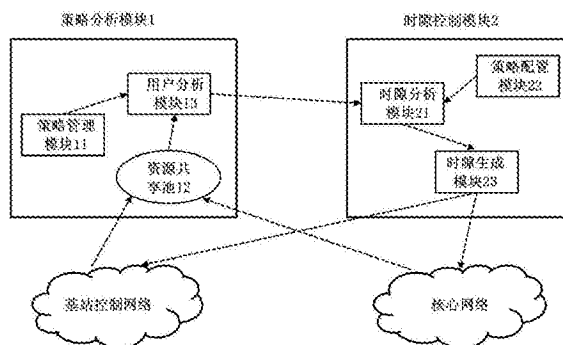 策略分析模块1
时隙控制模块2
用户分析
模块13
策略管理
模块11
资源共
享池12
时隙分析
模块21
策略配置
模块22
时隙生成
模块23
基站控制网络
核心网络